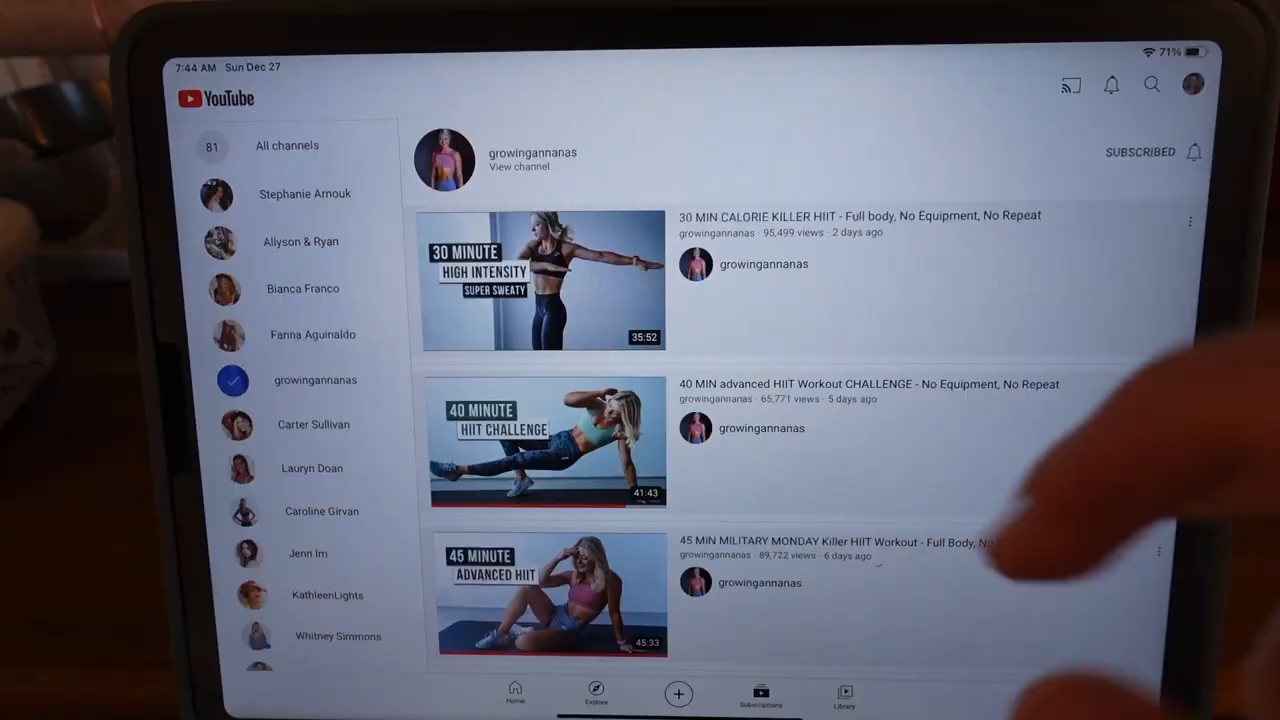 7:44 AM Sun Dec 27
71%
YouTube
81 All channels
Stephanie Arnouk
Allyson & Ryan
Bianca Franco
Farina Aguinaldo
growingannanas
Carter Sullivan
Lauryn Doan
Caroline Girvan
Jenn Im
KathleenLights
Whitney Simmons
growingannanas
View channel
SUBSCRIBED
30 MINUTE
HIGH INTENSITY
SUPER SWEATY
35:52
30 MIN CALORIE KILLER HIIT - Full body, No Equipment, No Repeat
growingannanas · 95,499 views · 2 days ago
growingannanas
40 MINUTE
HIIT CHALLENGE
41:43
40 MIN advanced HIIT Workout CHALLENGE - No Equipment, No Repeat
growingannanas · 65,771 views · 5 days ago
growingannanas
45 MINUTE
ADVANCED HIIT
45:33
45 MIN MILITARY MONDAY Killer HIIT Workout - Full Body,
growingannanas · 89,722 views · 6 days ago
growingannanas
Home
Explore
Subscriptions
Library